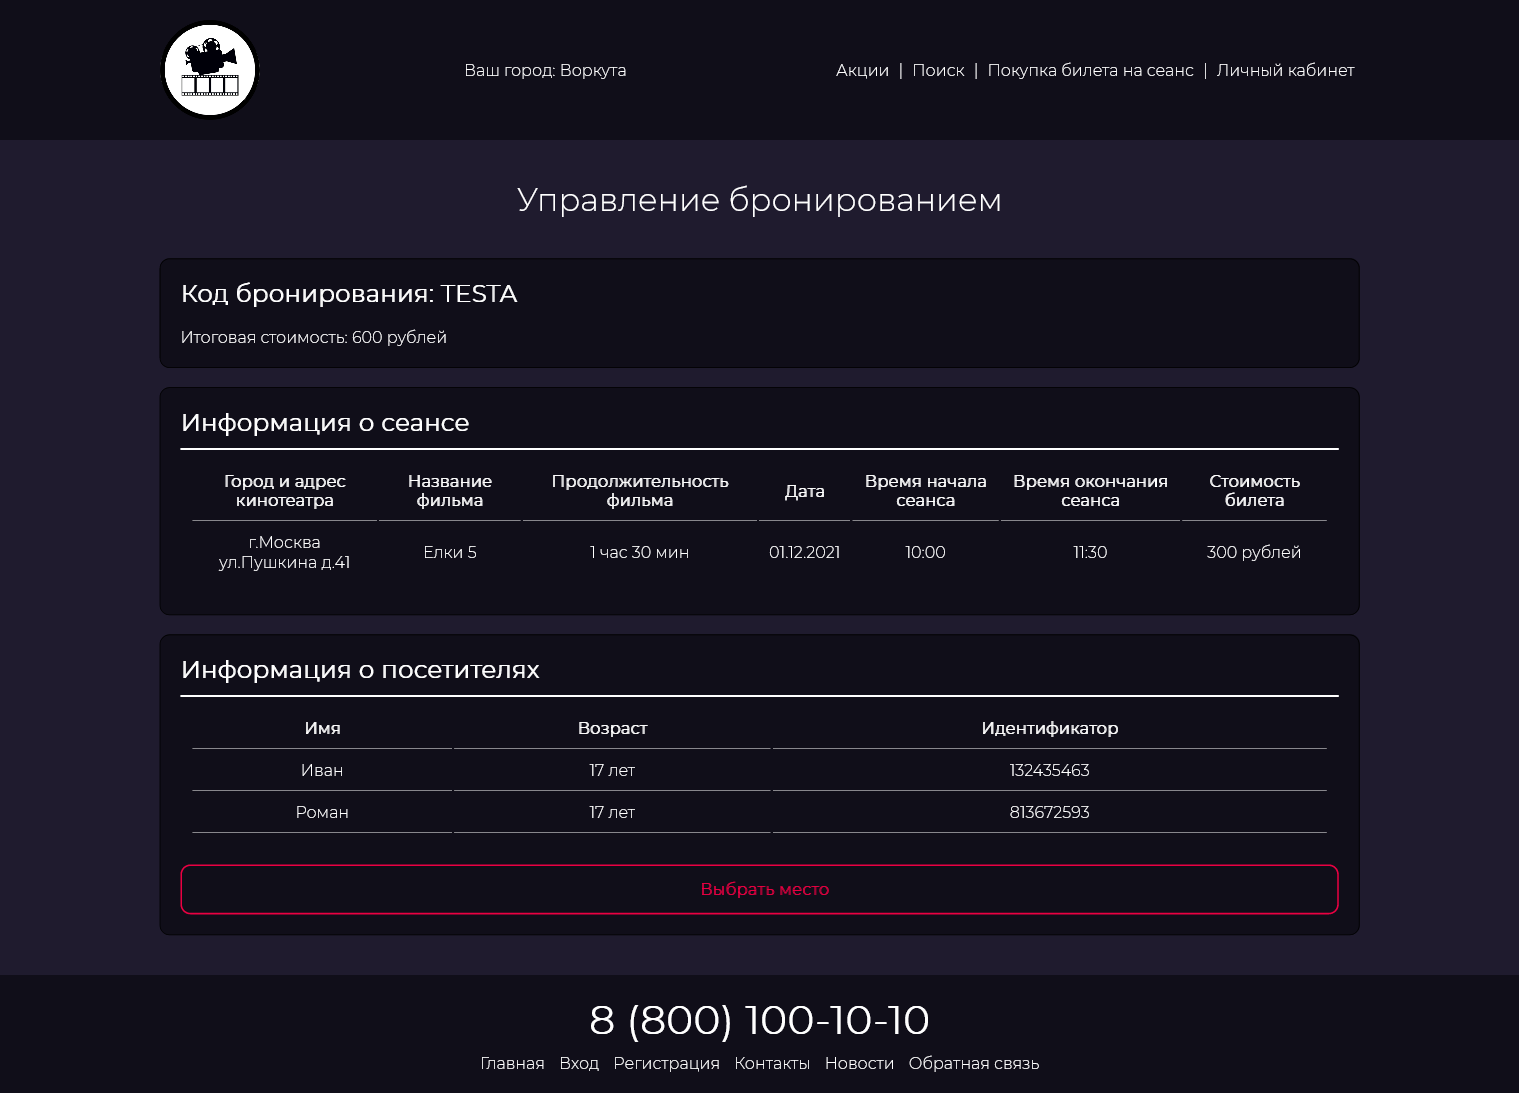 Ваш город: Воркута
Акции | Поиск | Покупка билета на сеанс | Личный кабинет
Управление бронированием
Код бронирования: TESTA
Итоговая стоимость: 600 рублей
Информация о сеансе
Город и адрес кинотеатра
Название фильма
Продолжительность фильма
Дата
Время начала сеанса
Время окончания сеанса
Стоимость билета
г.Москва ул.Пушкина д.41
Елки 5
1 час 30 мин
01.12.2021
10:00
11:30
300 рублей
Информация о посетителях
Имя Возраст Идентификатор
Иван 17 лет 132435463
Роман 17 лет 813672593
Выбрать место
8 (800) 100-10-10
Главная Вход Регистрация Контакты Новости Обратная связь